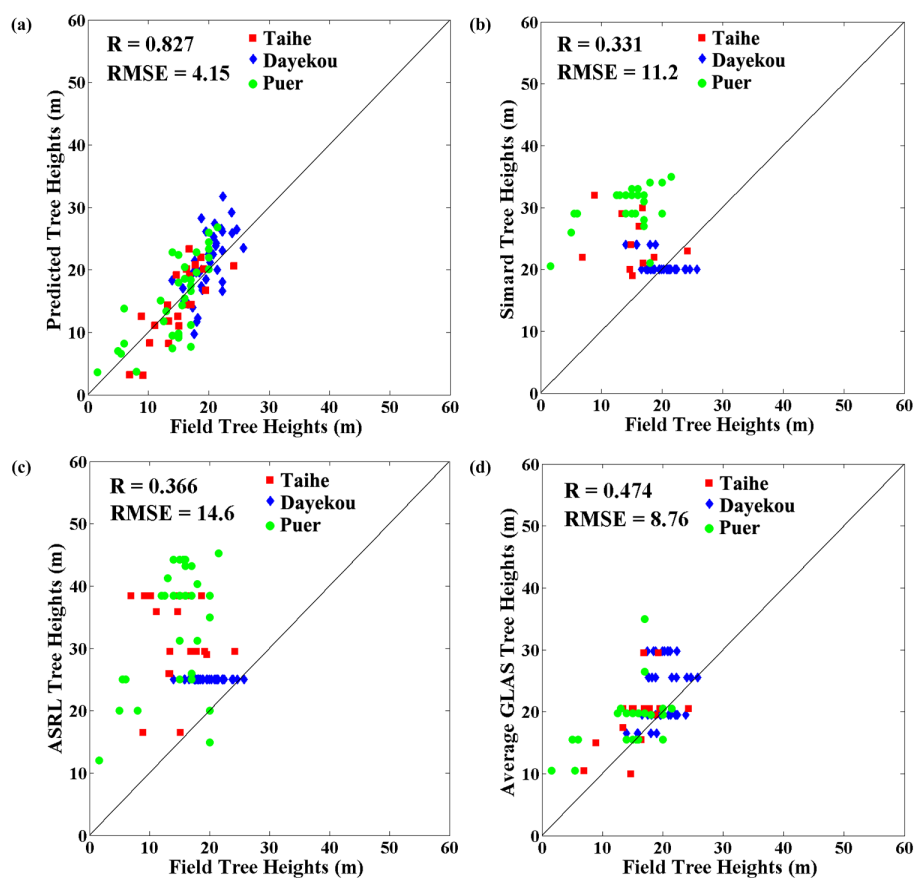 (a)
R = 0.827
RMSE = 4.15
Taihe
Dayekou
Puer
Predicted Tree Heights (m)
60
50
40
30
20
10
0
0 10 20 30 40 50 60
Field Tree Heights (m)
(b)
R = 0.331
RMSE = 11.2
Taihe
Dayekou
Puer
Simard Tree Heights (m)
60
50
40
30
20
10
0
0 10 20 30 40 50 60
Field Tree Heights (m)
(c)
R = 0.366
RMSE = 14.6
Taihe
Dayekou
Puer
ASRL Tree Heights (m)
60
50
40
30
20
10
0
0 10 20 30 40 50 60
Field Tree Heights (m)
(d)
R = 0.474
RMSE = 8.76
Taihe
Dayekou
Puer
Average GLAS Tree Heights (m)
60
50
40
30
20
10
0
0 10 20 30 40 50 60
Field Tree Heights (m)